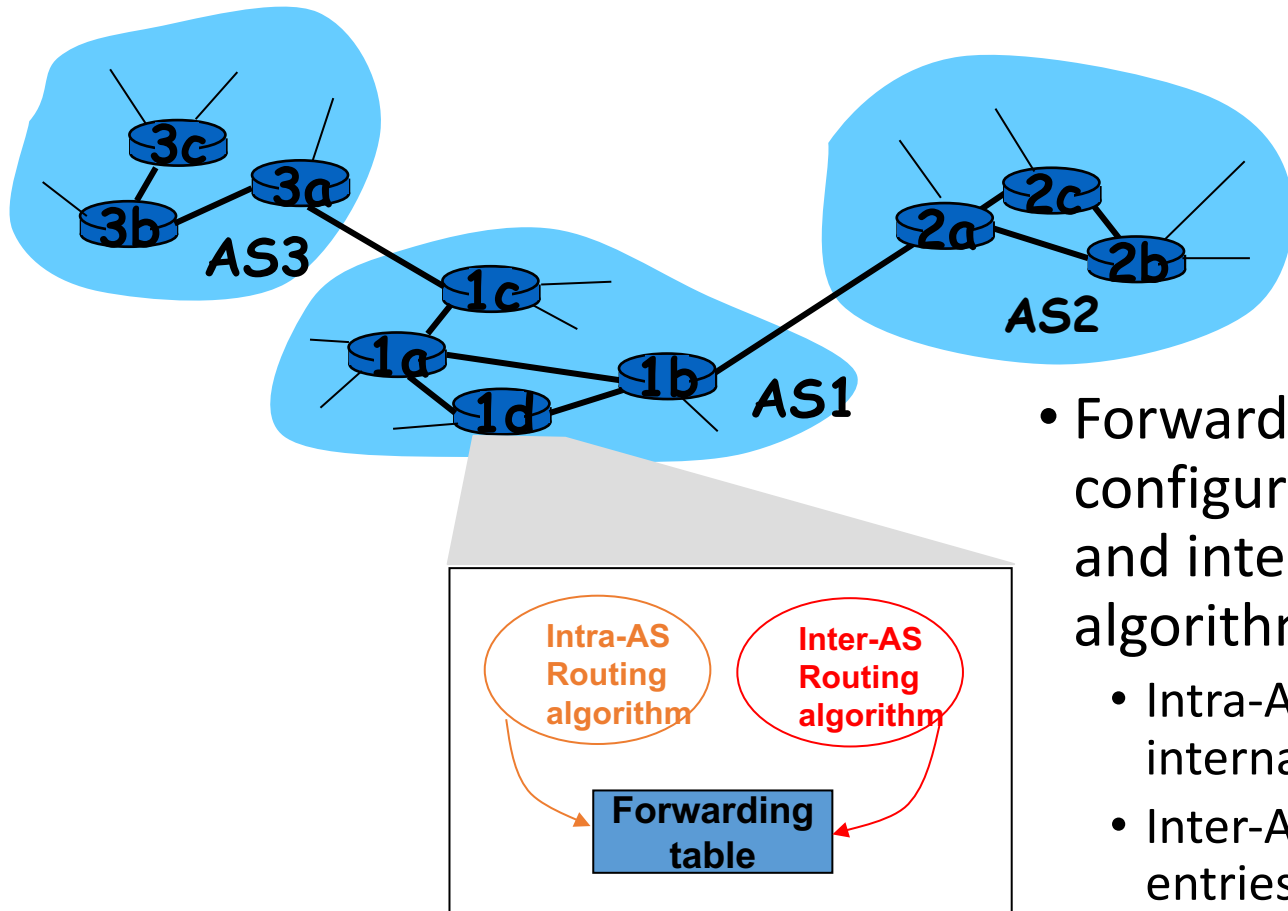 3c
3a
3b
AS3
2c
2a
2b
AS2
1c
1a
1b
AS1
1d
• Forward
configur
and inte
algorithm
• Intra-A
interna
• Inter-A
entries
Intra-AS
Routing
algorithm
Inter-AS
Routing
algorithm
Forwarding
table